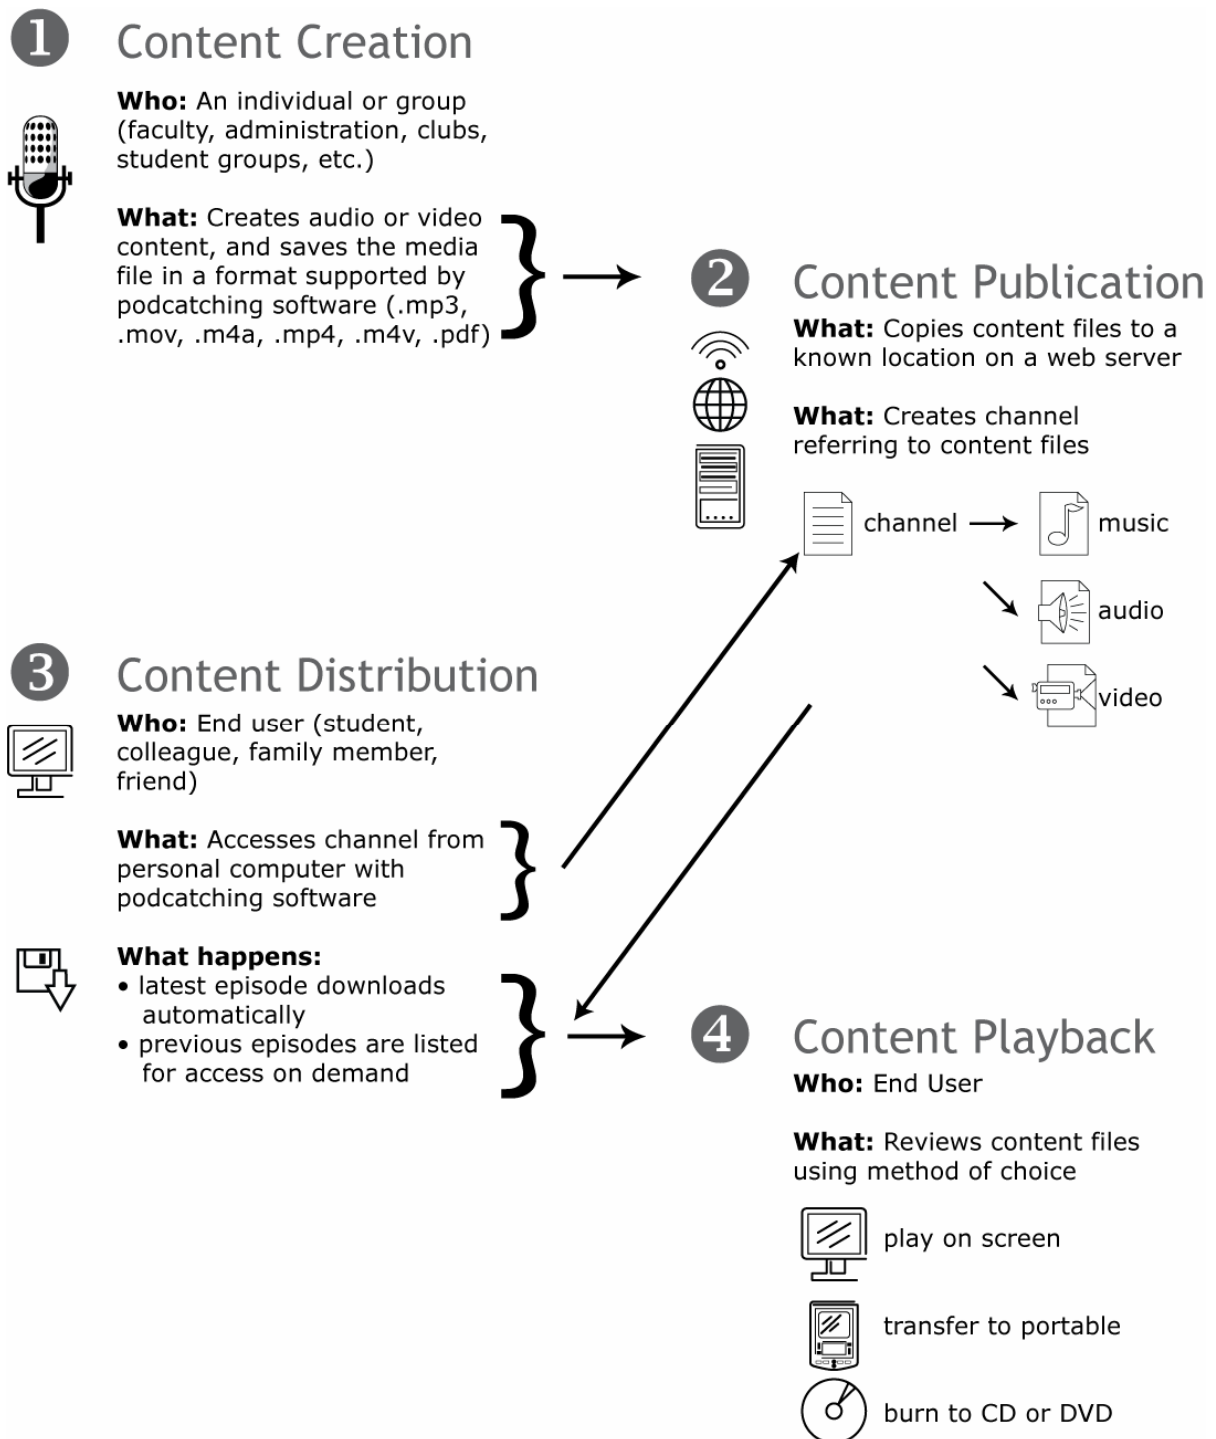 1 Content Creation
Who: An individual or group
(faculty, administration, clubs,
student groups, etc.)
What: Creates audio or video
content, and saves the media
file in a format supported by
podcatching software (.mp3,
.mov, .m4a, .mp4, .m4v, .pdf)
2 Content Publication
What: Copies content files to a
known location on a web server
What: Creates channel
referring to content files
channel music
audio
video
3 Content Distribution
Who: End user (student,
colleague, family member,
friend)
What: Accesses channel from
personal computer with
podcatching software
What happens:
• latest episode downloads
automatically
• previous episodes are listed
for access on demand
4 Content Playback
Who: End User
What: Reviews content files
using method of choice
play on screen
transfer to portable
burn to CD or DVD